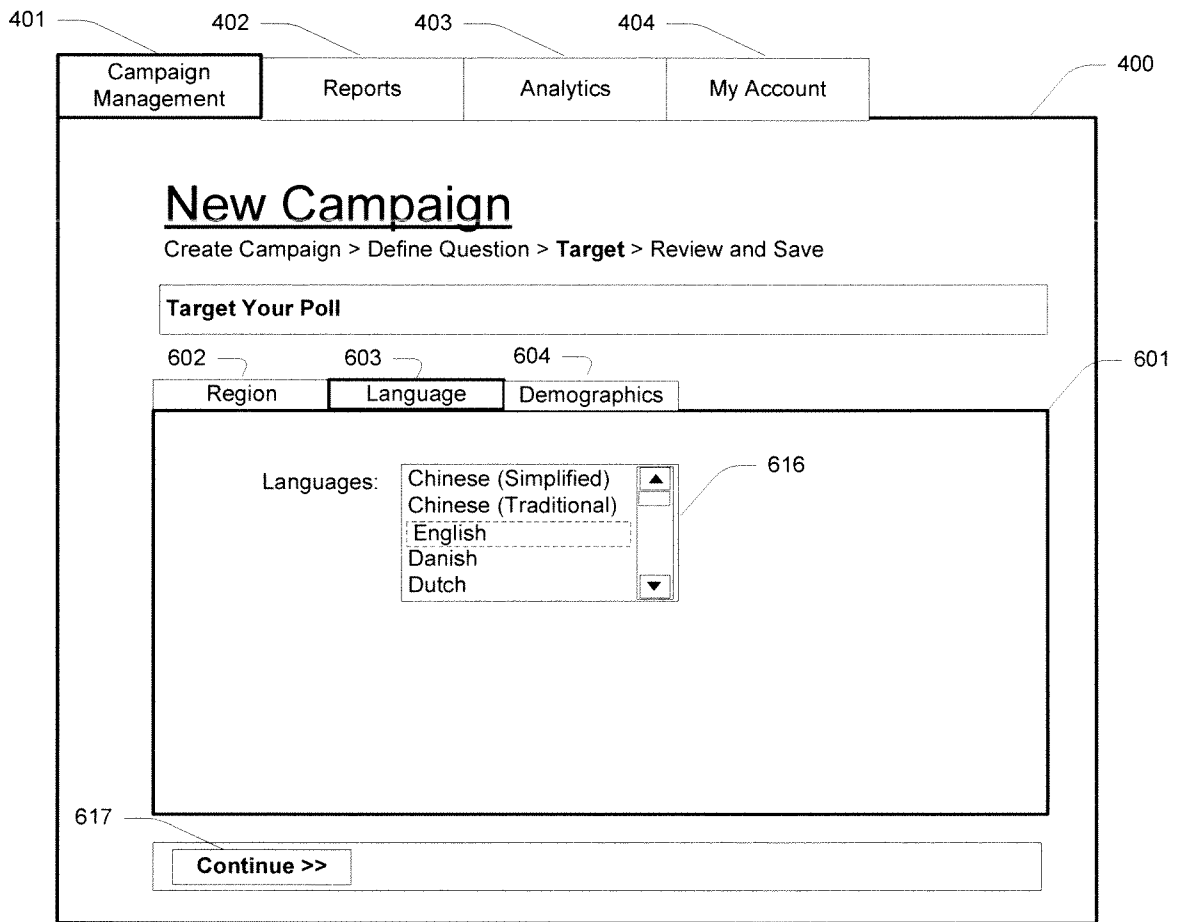 401
402
403
404
400
Campaign
Management
Reports
Analytics
My Account
New Campaign
Create Campaign > Define Question > Target > Review and Save
Target Your Poll
602
603
604
601
Region
Language
Demographics
616
Languages:
Chinese (Simplified)
Chinese (Traditional)
English
Danish
Dutch
617
Continue >>